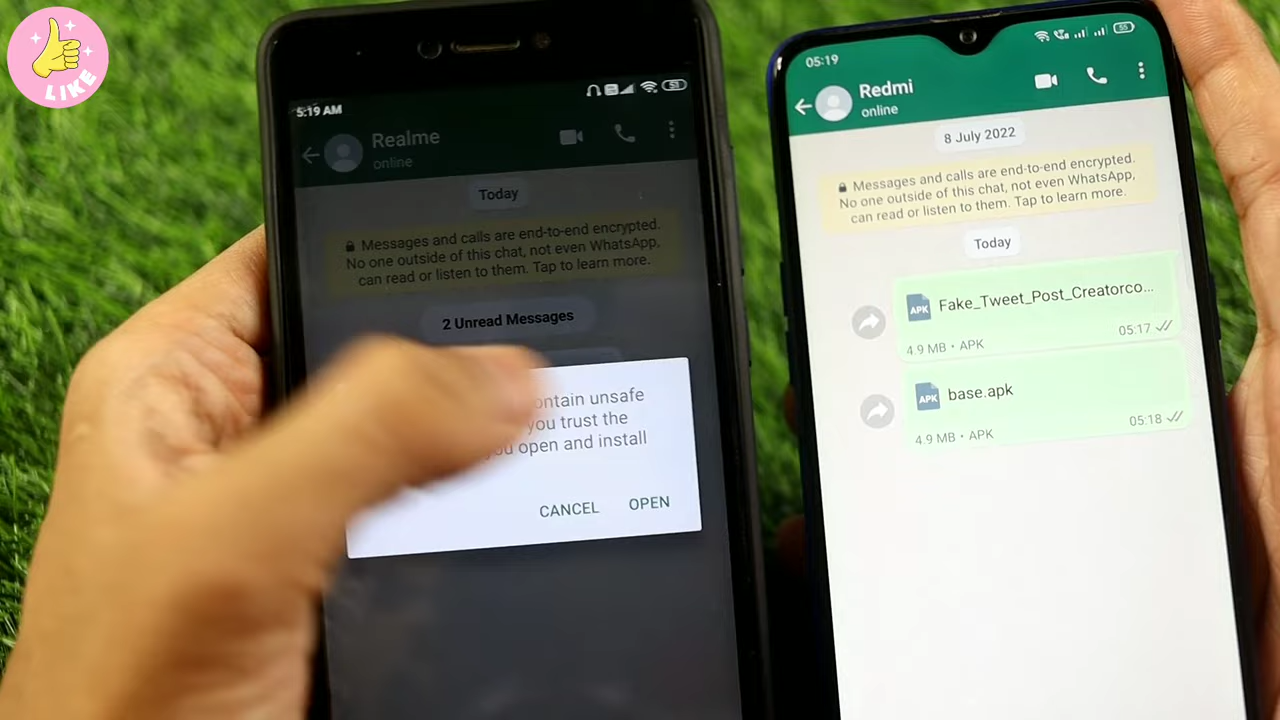 LIKE
5:19 AM
53
Realme
online
Today
Messages and calls are end-to-end encrypted.
No one outside of this chat, not even WhatsApp,
can read or listen to them. Tap to learn more.
2 Unread Messages
unsafe
you trust the
you open and install
CANCEL OPEN
05:19
55
Redmi
online
8 July 2022
Messages and calls are end-to-end encrypted.
No one outside of this chat, not even WhatsApp,
can read or listen to them. Tap to learn more.
Today
APK
Fake_Tweet_Post_Creatorco...
4.9 MB • APK
05:17
APK
base.apk
4.9 MB • APK
05:18